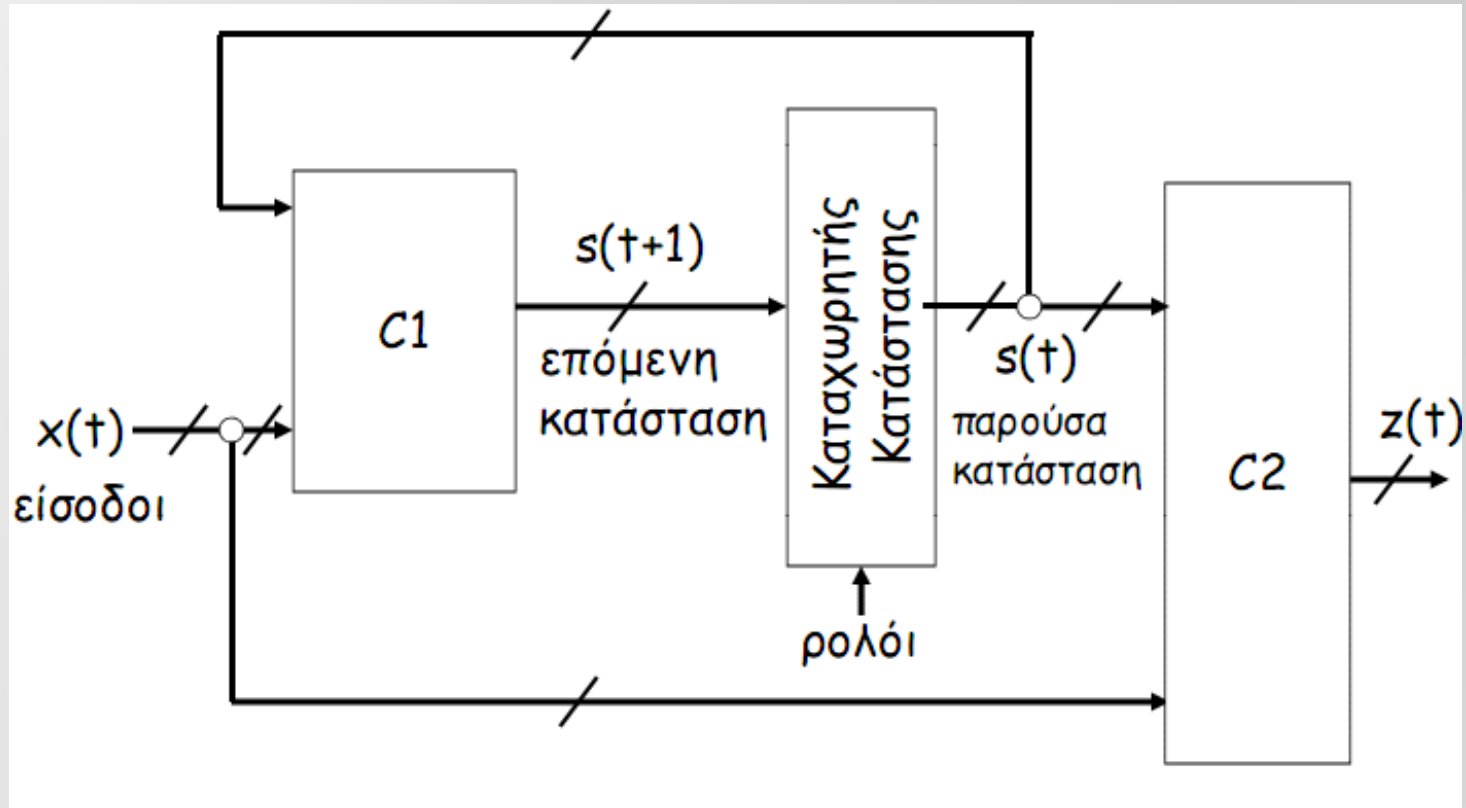 C1
s(t+1)
επόμενη
κατάσταση
Καταχωρητής
Κατάστασης
s(t)
παρούσα
κατάσταση
C2
z(t)
x(t)
είσοδοι
ρολόι